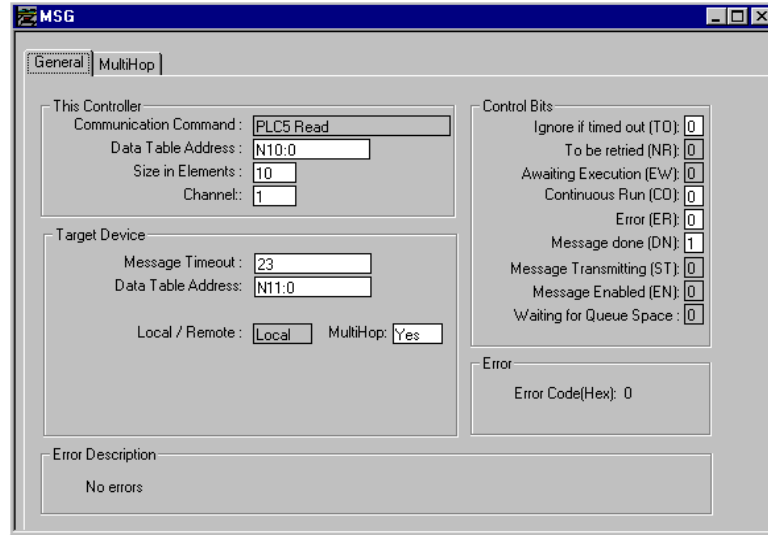 MSG
General MultiHop
This Controller
Communication Command : PLC5 Read
Data Table Address : N10:0
Size in Elements : 10
Channel:: 1
Target Device
Message Timeout : 23
Data Table Address: N11:0
Local / Remote : Local MultiHop: Yes
Control Bits
Ignore if timed out (TO): 0
To be retried (NR): 0
Awaiting Execution (EW): 0
Continuous Run (CO): 0
Error (ER): 0
Message done (DN): 1
Message Transmitting (ST): 0
Message Enabled (EN): 0
Waiting for Queue Space : 0
Error
Error Code(Hex): 0
Error Description
No errors